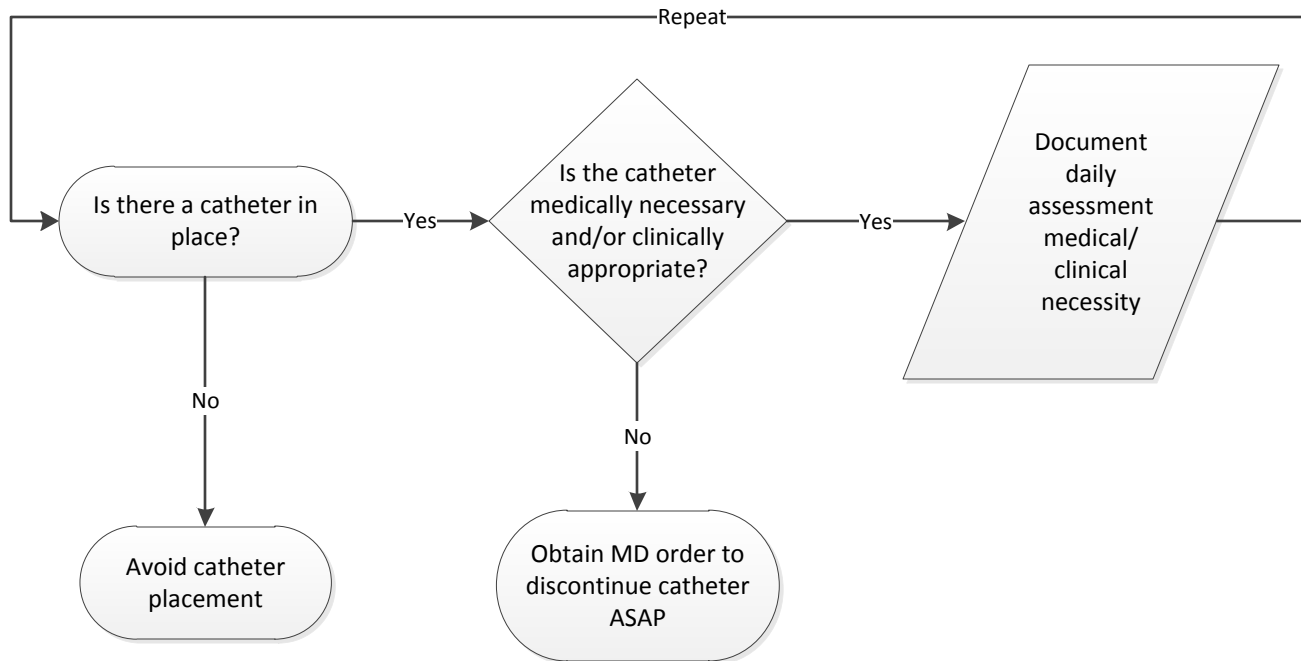 Repeat
Is there a catheter in
place?
Yes
Is the catheter
medically necessary
and/or clinically
appropriate?
Yes
Document
daily
assessment
medical/
clinical
necessity
No
No
Avoid catheter
placement
Obtain MD order to
discontinue catheter
ASAP